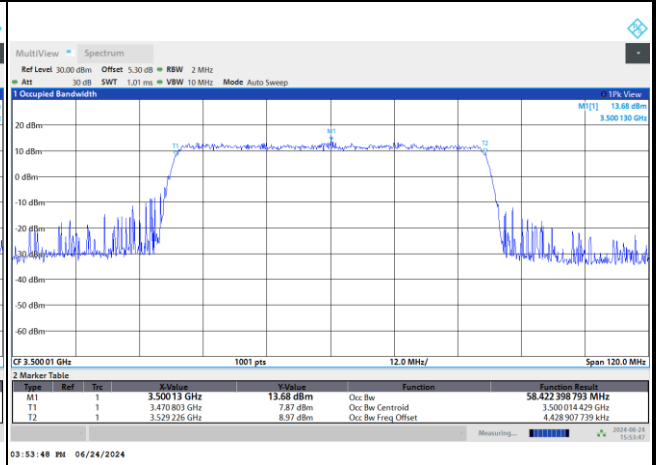 MultiView Spectrum
Ref Level 30.00 dBm Offset 5.30 dB RBW 2 MHz
Att 30 dB SWT 1.01 ms VBW 10 MHz Mode Auto Sweep
1 Occupied Bandwidth 1Pk View
M1[1] 13.68 dBm
3.500 130 GHz
20 dBm
M1
T1
T2
10 dBm
0 dBm
-10 dBm
-20 dBm
-30 dBm
-40 dBm
-50 dBm
-60 dBm
CF 3.500 01 GHz 1001 pts 12.0 MHz/ Span 120.0 MHz
2 Marker Table
Type Ref Trc X-Value Y-Value Function Function Result
M1 1 3.500 13 GHz 13.68 dBm Occ Bw 58.422 398 793 MHz
T1 1 3.470 803 GHz 7.87 dBm Occ Bw Centroid 3.500 014 429 GHz
T2 1 3.529 226 GHz 8.97 dBm Occ Bw Freq Offset 4.428 907 739 kHz
Measuring... 2024-06-24
15:53:47
03:53:48 PM 06/24/2024